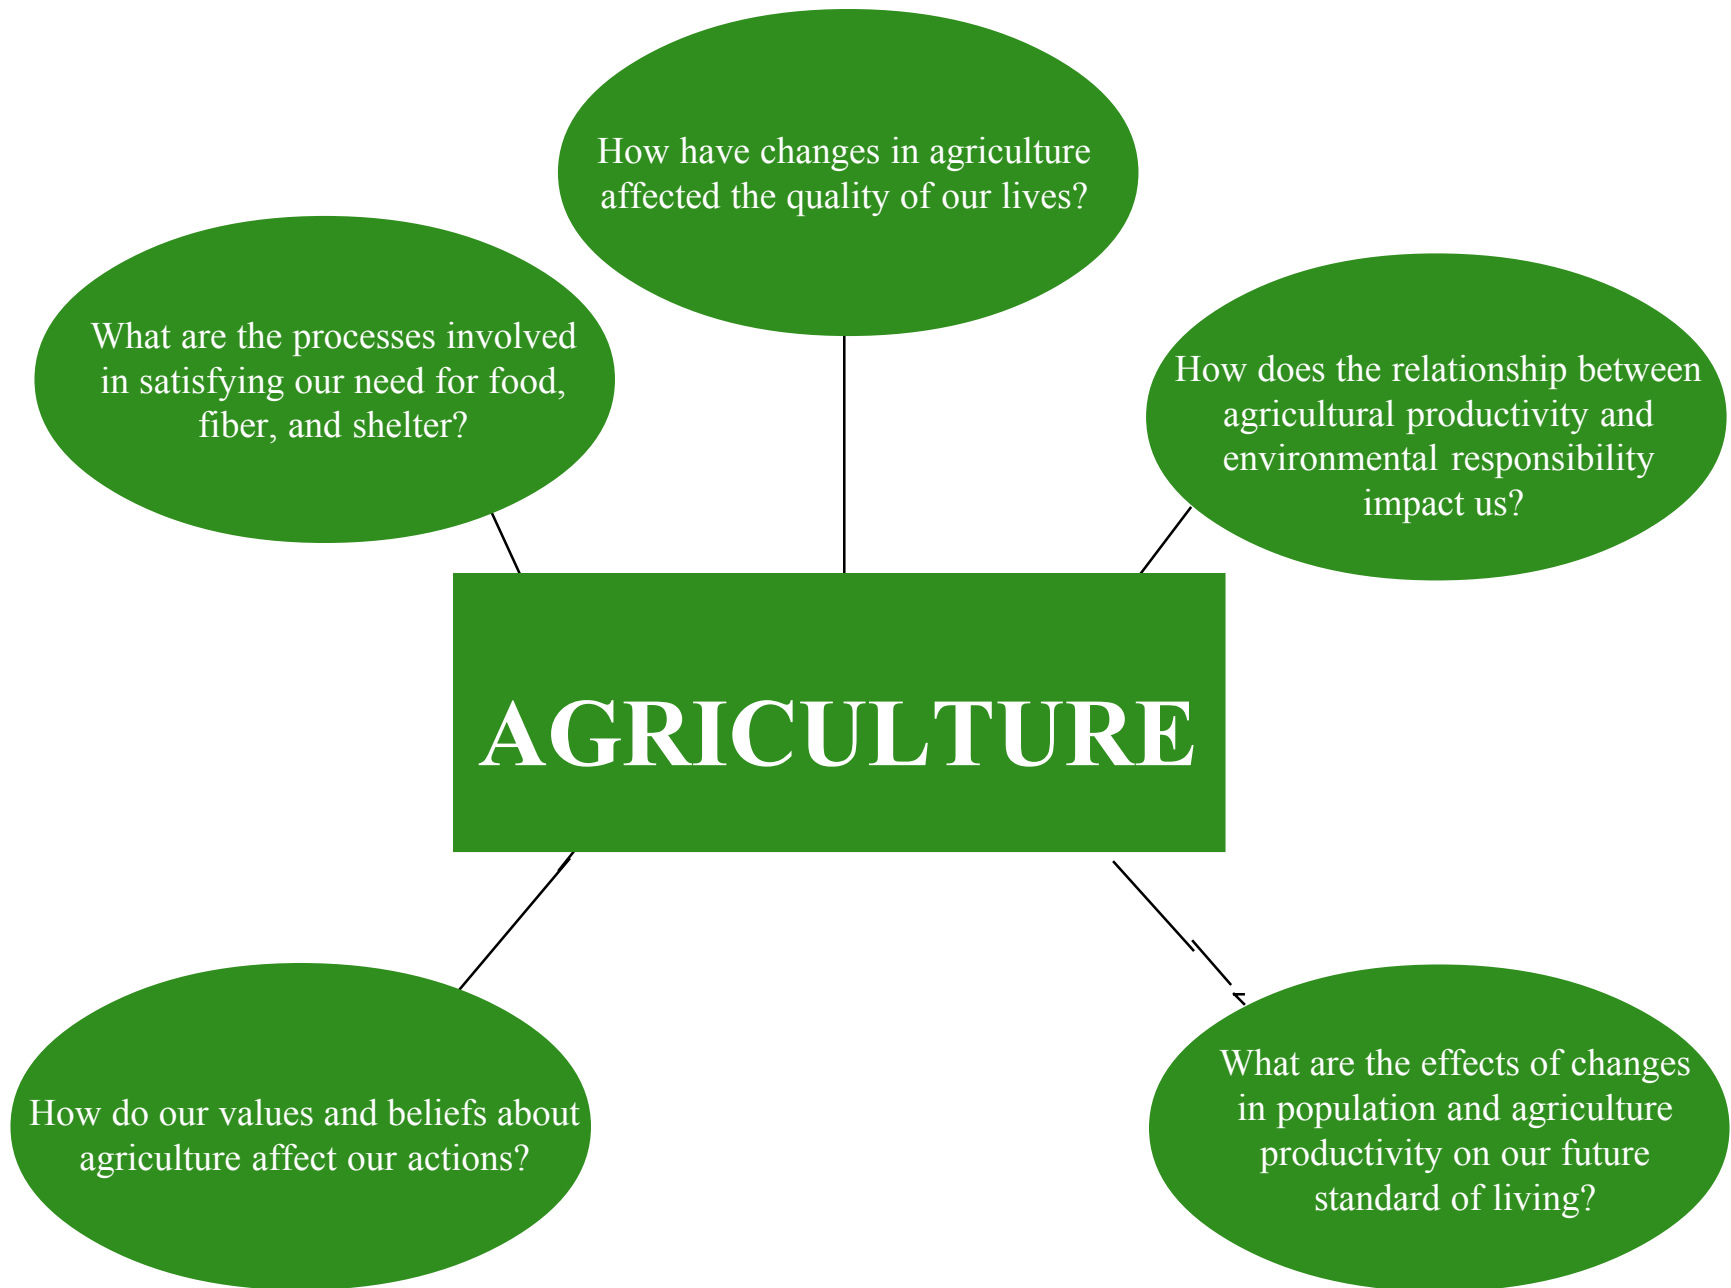 How have changes in agriculture
affected the quality of our lives?
What are the processes involved
in satisfying our need for food,
fiber, and shelter?
How does the relationship between
agricultural productivity and
environmental responsibility
impact us?
AGRICULTURE
How do our values and beliefs about
agriculture affect our actions?
What are the effects of changes
in population and agriculture
productivity on our future
standard of living?